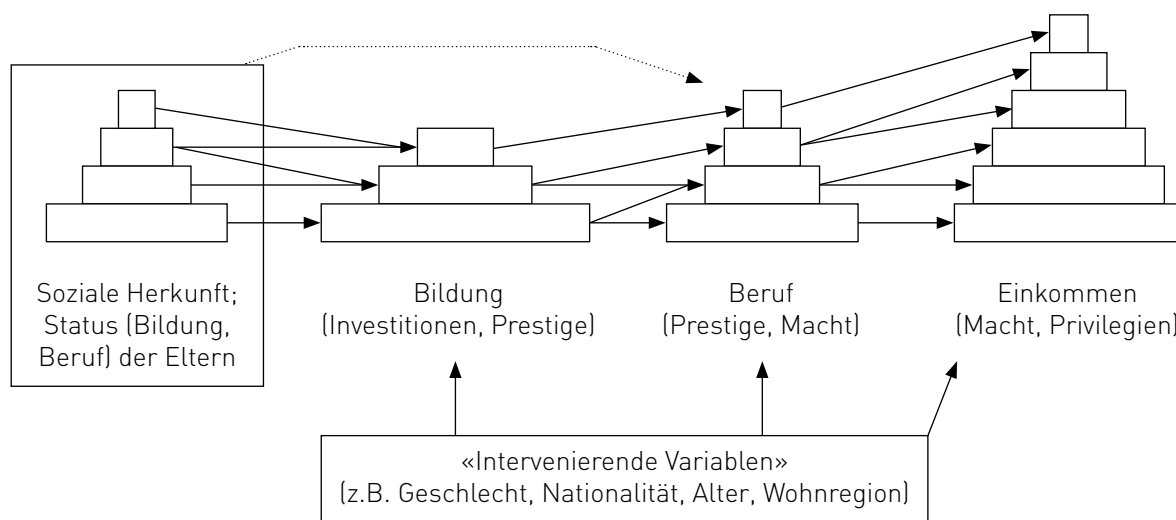 Soziale Herkunft;
Status (Bildung,
Beruf) der Eltern
Bildung
(Investitionen, Prestige)
Beruf
(Prestige, Macht)
Einkommen
(Macht, Privilegien)
«Intervenierende Variablen»
(z.B. Geschlecht, Nationalität, Alter, Wohnregion)